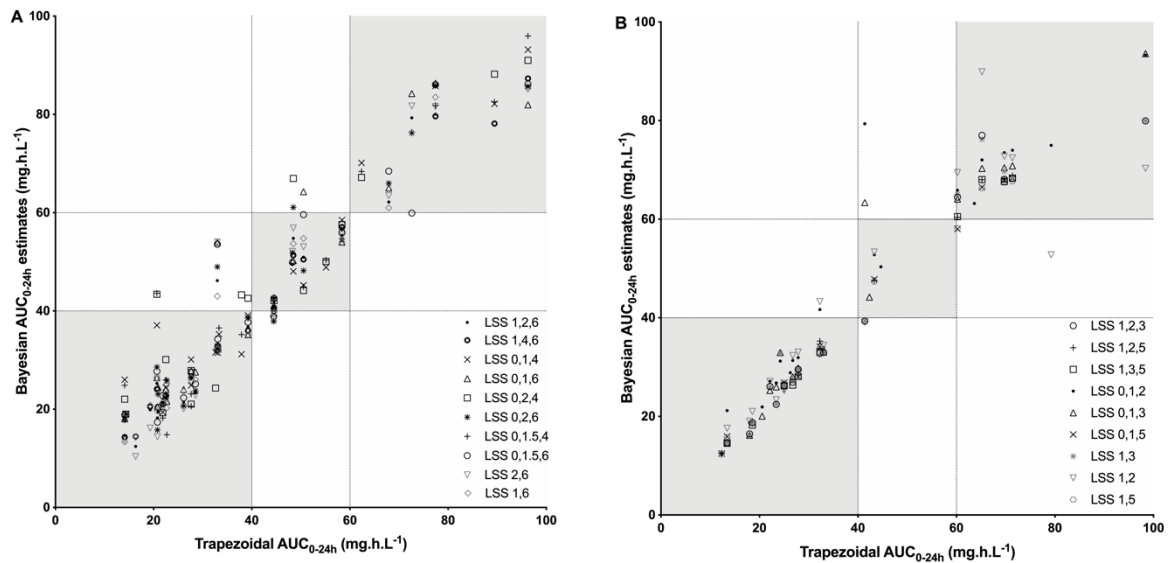 A
Bayesian AUC0-24h estimates (mg.h.L-1)
100
80
60
40
20
0
0 20 40 60 80 100
Trapezoidal AUC0-24h (mg.h.L-1)
LSS 1,2,6
LSS 1,4,6
LSS 0,1,4
LSS 0,1,6
LSS 0,2,4
LSS 0,2,6
LSS 0,1.5,4
LSS 0,1.5,6
LSS 2,6
LSS 1,6
B
Bayesian AUC0-24h estimates (mg.h.L-1)
100
80
60
40
20
0
0 20 40 60 80 100
Trapezoidal AUC0-24h (mg.h.L-1)
LSS 1,2,3
LSS 1,2,5
LSS 1,3,5
LSS 0,1,2
LSS 0,1,3
LSS 0,1,5
LSS 1,3
LSS 1,2
LSS 1,5